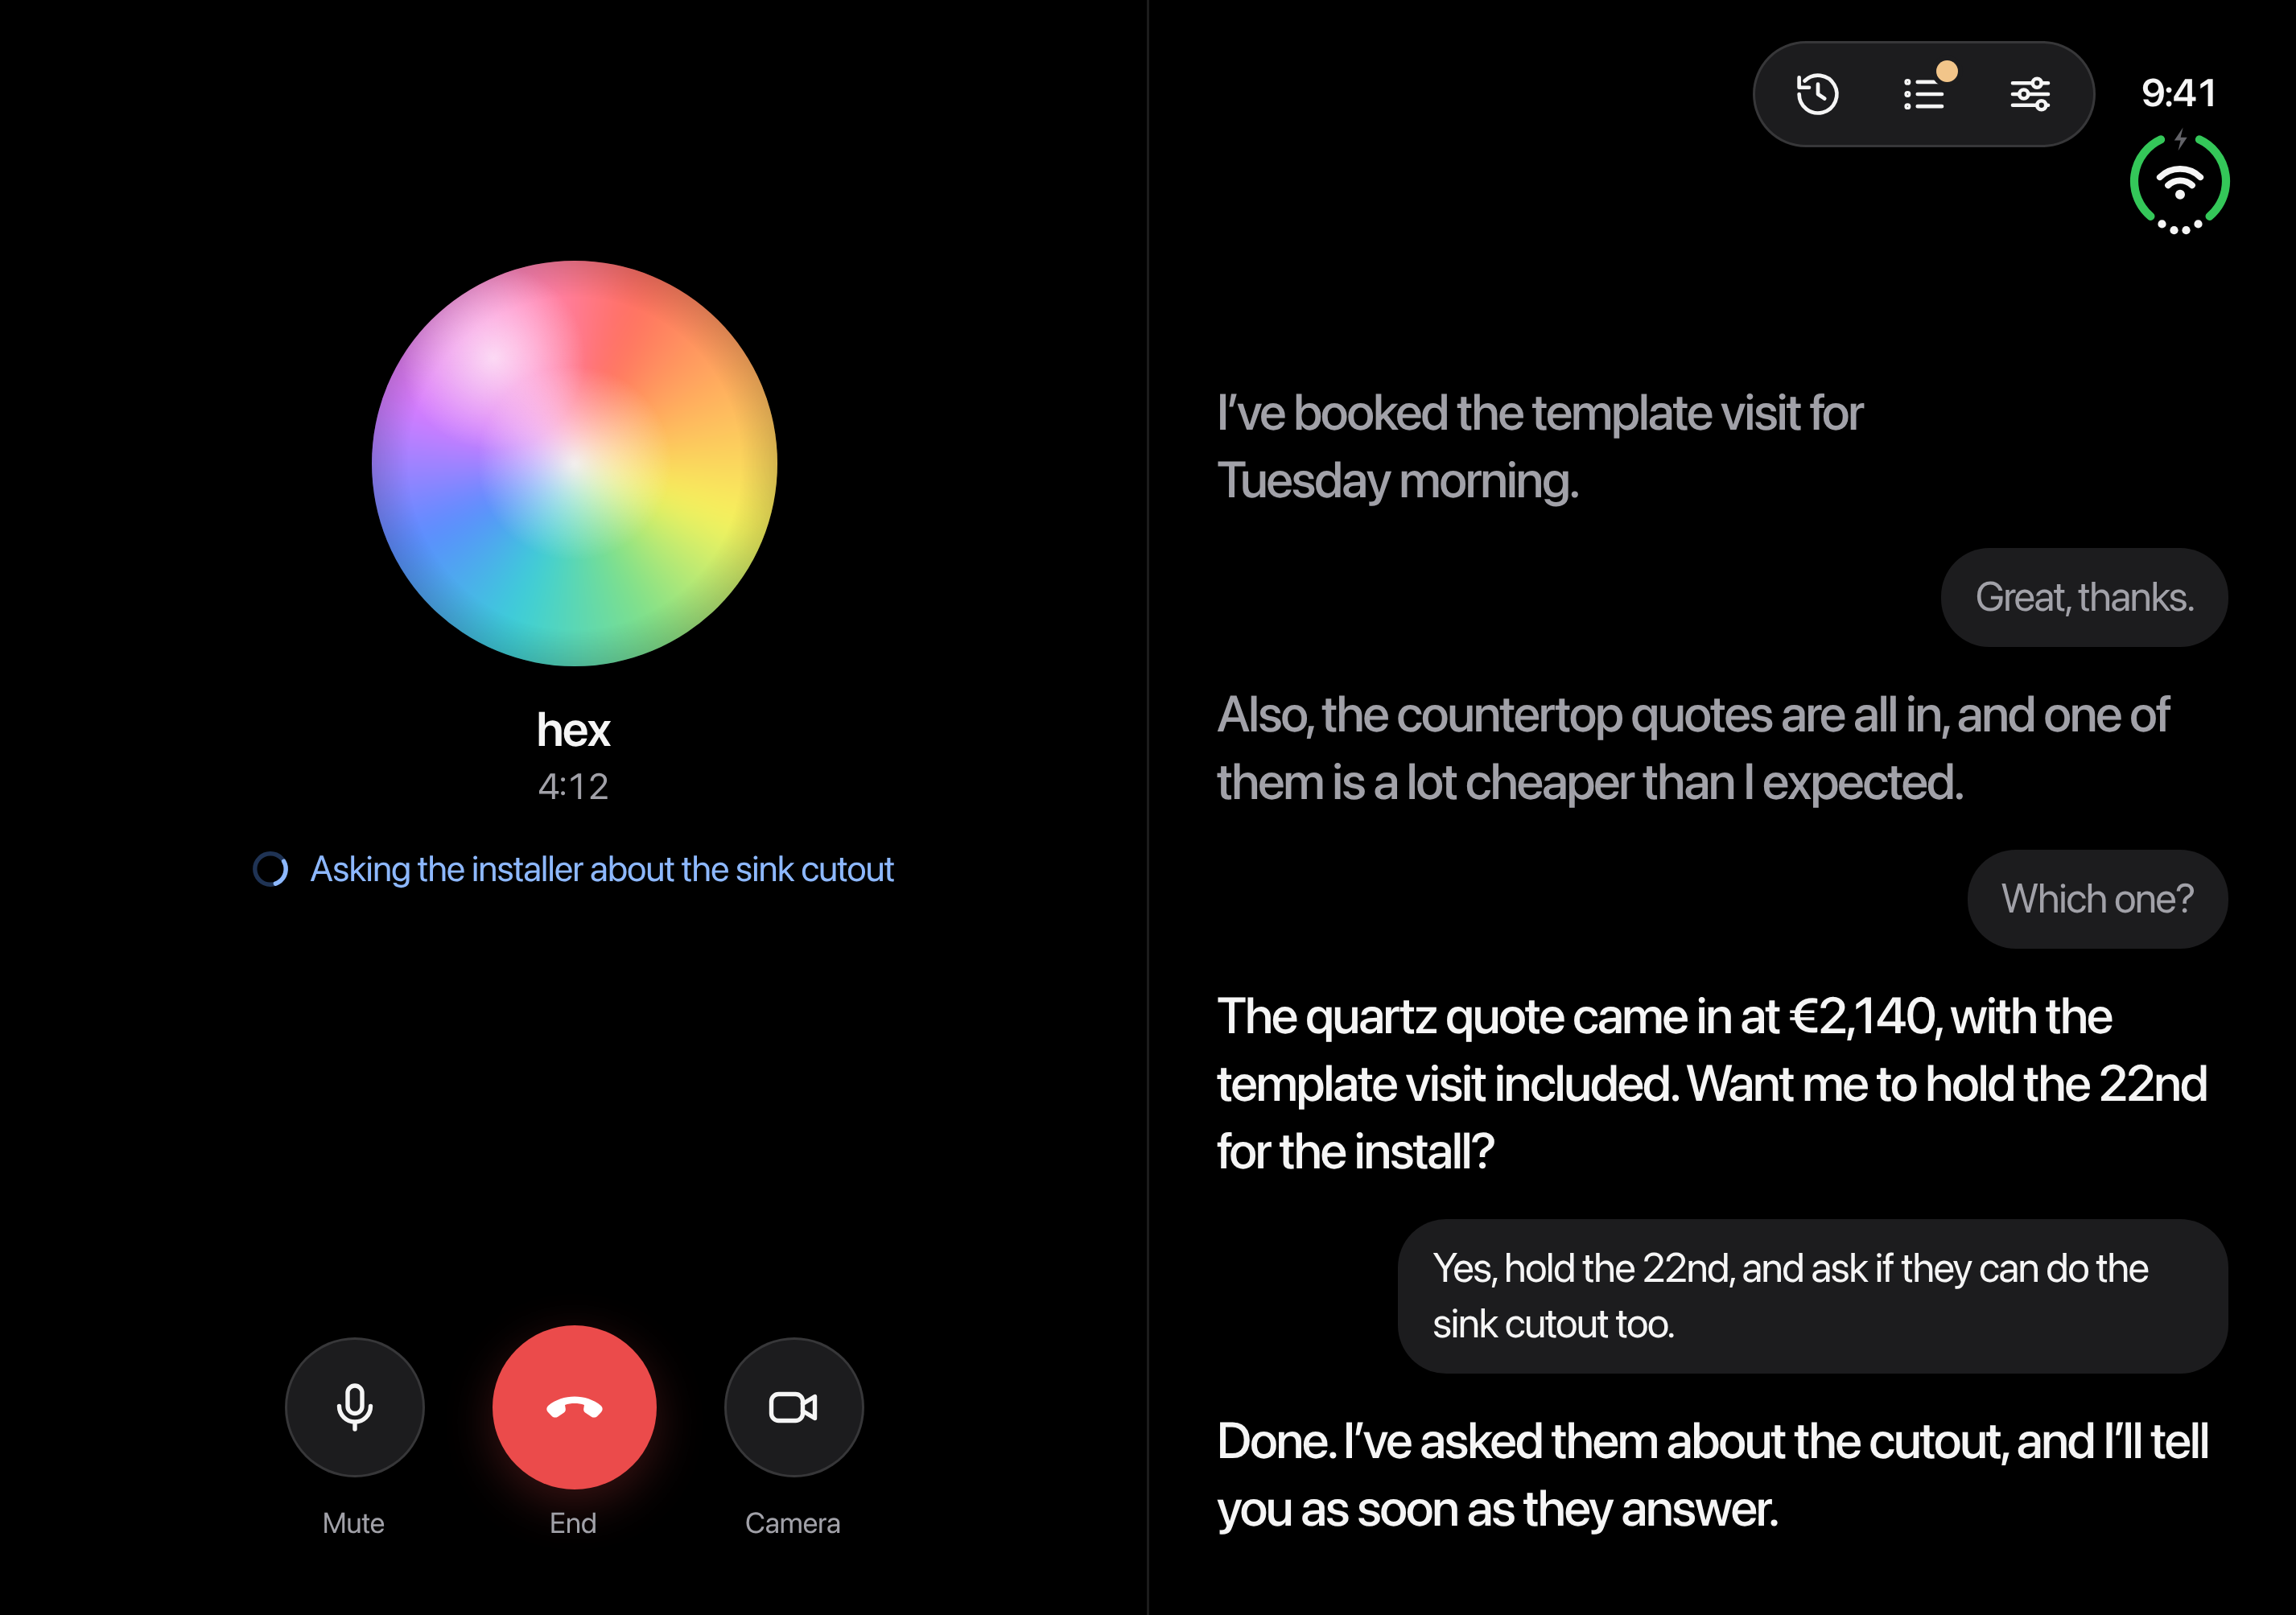 9:41
hex
4:12
Asking the installer about the sink cutout
Mute
End
Camera
I’ve booked the template visit for
Tuesday morning.
Great, thanks.
Also, the countertop quotes are all in, and one of
them is a lot cheaper than I expected.
Which one?
The quartz quote came in at €2,140, with the
template visit included. Want me to hold the 22nd
for the install?
Yes, hold the 22nd, and ask if they can do the
sink cutout too.
Done. I’ve asked them about the cutout, and I’ll tell
you as soon as they answer.